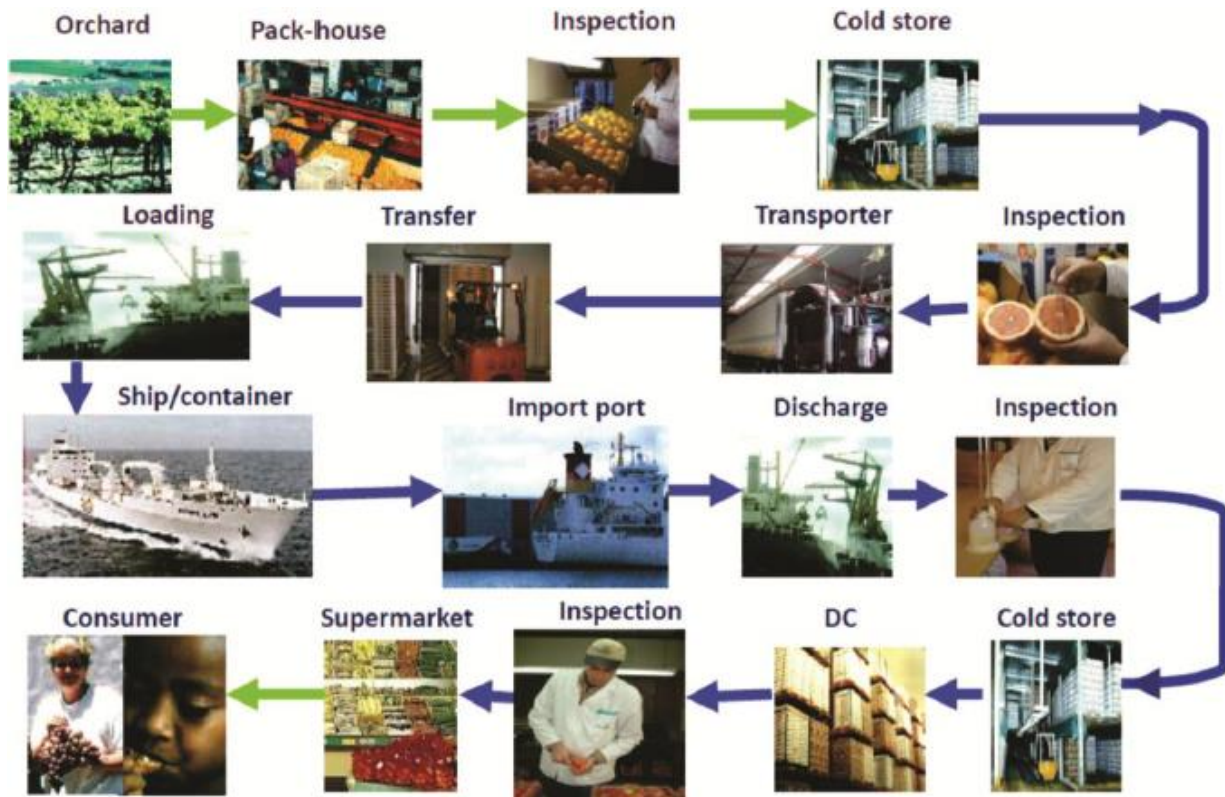 Orchard
Pack-house
Inspection
Cold store
Loading
Transfer
Transporter
Inspection
Ship/container
Import port
Discharge
Inspection
Consumer
Supermarket
Inspection
DC
Cold store